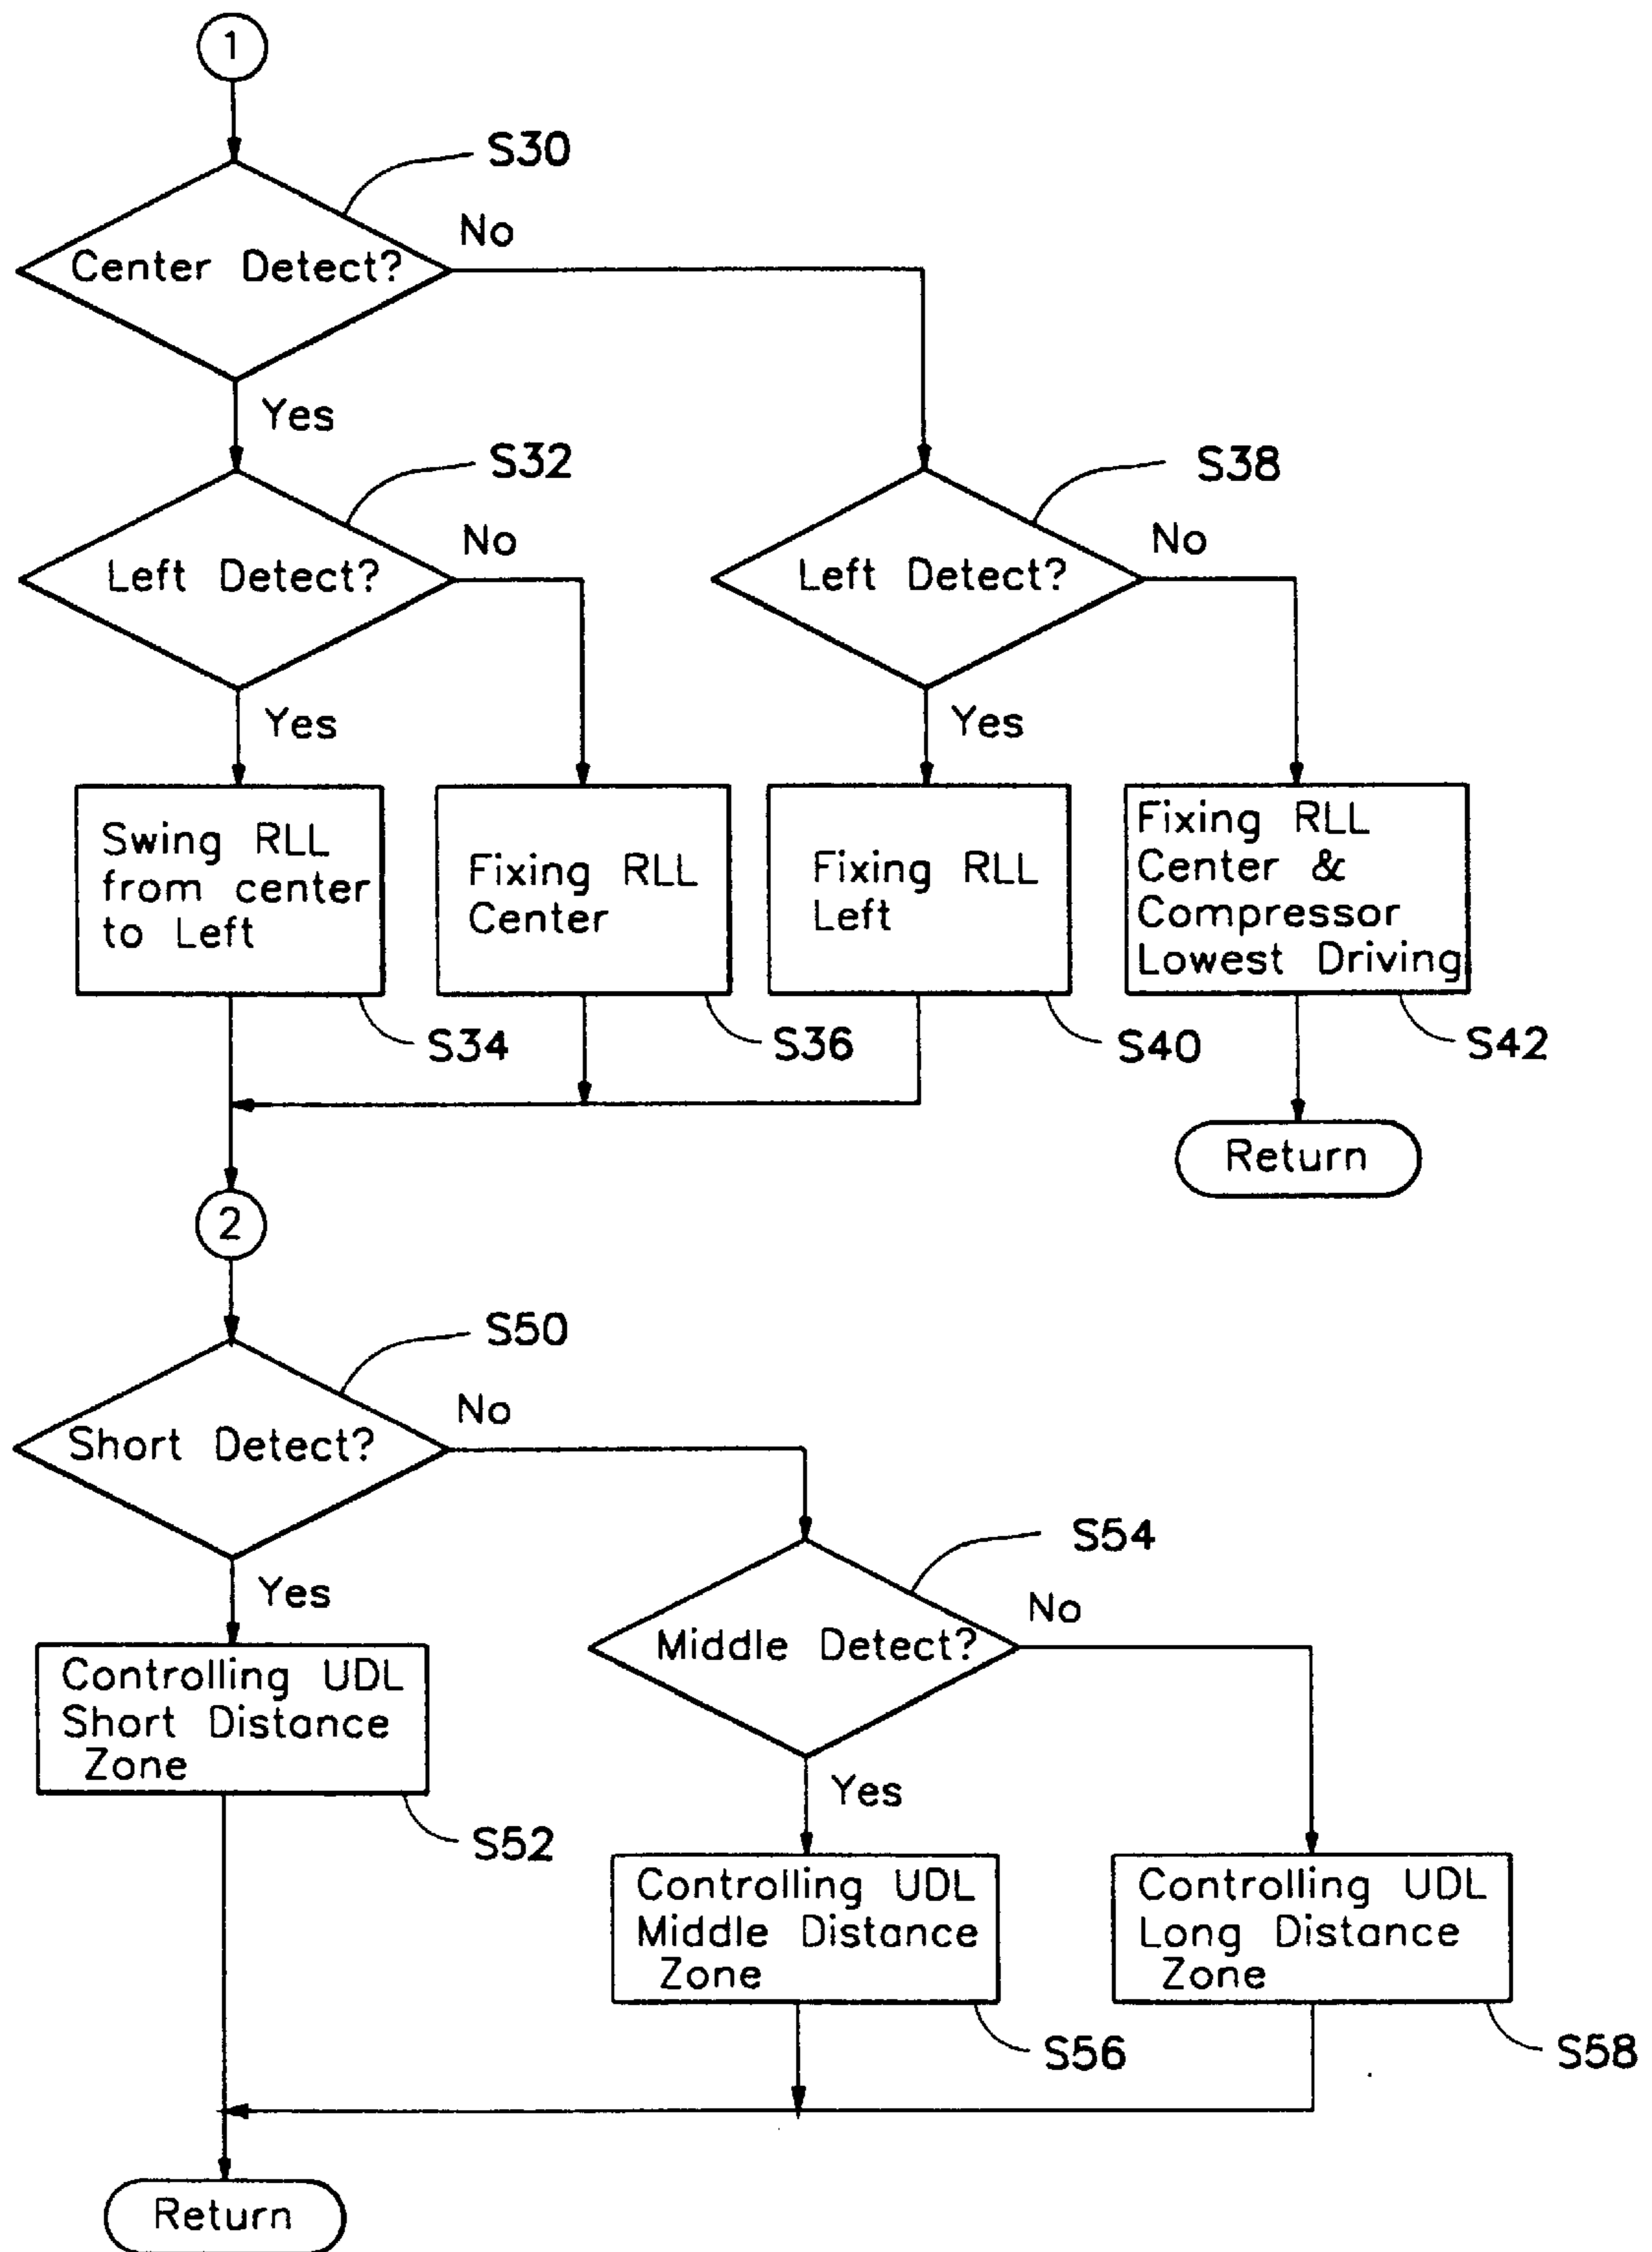 1
S30
No
Center Detect?
Yes
S32
No
Left Detect?
S38
No
Left Detect?
Yes
Yes
Swing RLL
from center
to Left
Fixing RLL
Center
Fixing RLL
Left
Fixing RLL
Center &
Compressor
Lowest Driving
S34
S36
S40
S42
Return
2
S50
No
Short Detect?
S54
Yes
No
Middle Detect?
Controlling UDL
Short Distance
Zone
Yes
S52
Controlling UDL
Middle Distance
Zone
Controlling UDL
Long Distance
Zone
S56
S58
Return